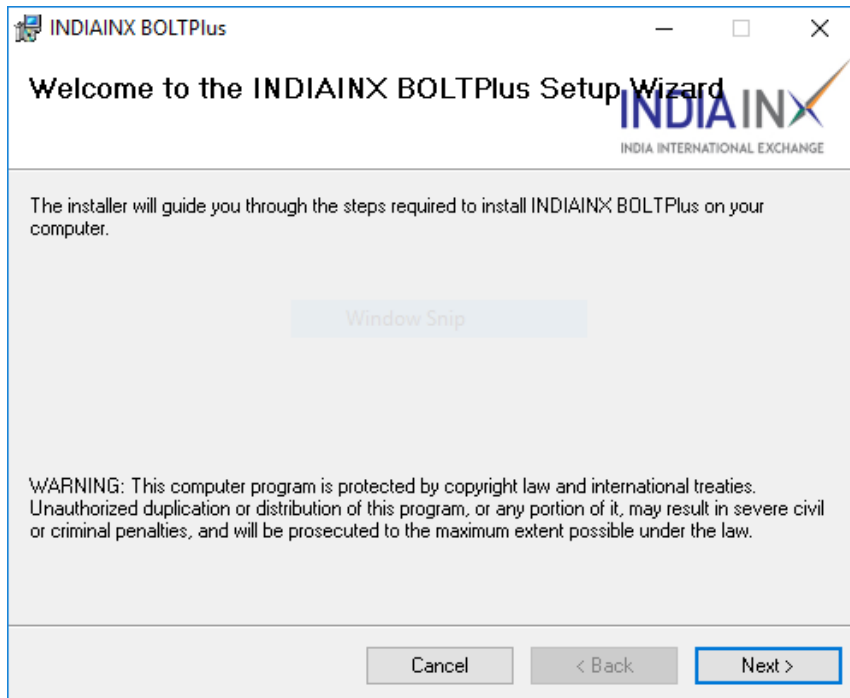 INDIAINX BOLTPlus
Welcome to the INDIAINX BOLTPlus Setup Wizard
INDIA INX
INDIA INTERNATIONAL EXCHANGE
The installer will guide you through the steps required to install INDIAINX BOLTPlus on your
computer.
Window Snip
WARNING: This computer program is protected by copyright law and international treaties.
Unauthorized duplication or distribution of this program, or any portion of it, may result in severe civil
or criminal penalties, and will be prosecuted to the maximum extent possible under the law.
Cancel
< Back
Next >